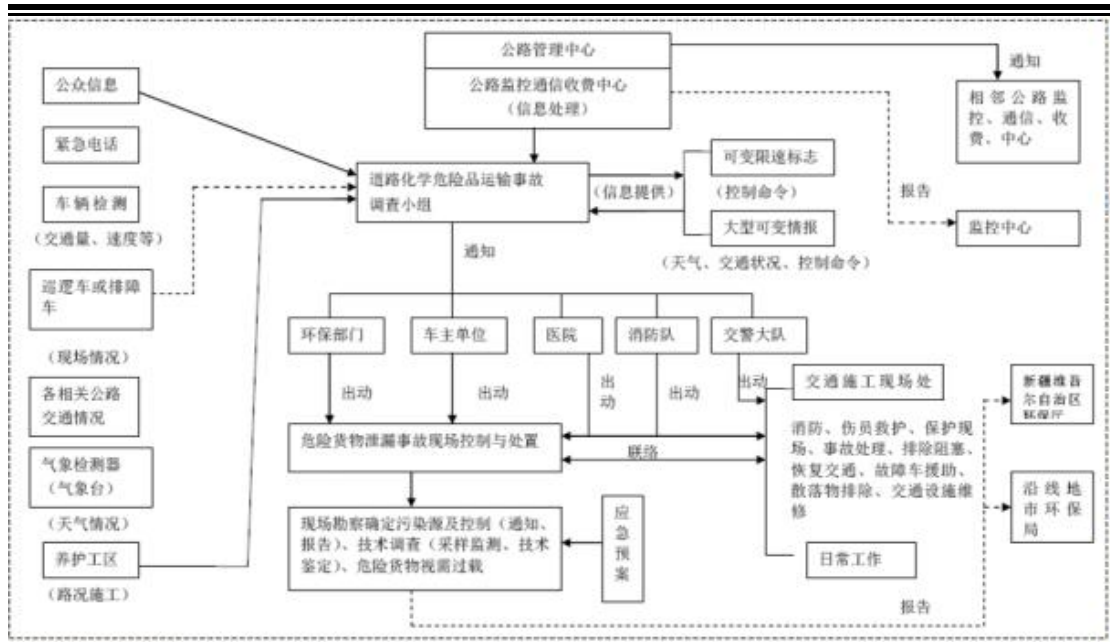 公路管理中心
公路监控通信收费中心
（信息处理）
通知
相邻公路监
控、通信、收
费、中心
公众信息
紧急电话
车辆检测
（交通量、速度等）
巡逻车或排障
车
（现场情况）
各相关公路
交通情况
气象检测器
（气象台）
（天气情况）
养护工区
（路况施工）
道路化学危险品运输事故
调查小组
（信息提供）
可变限速标志
（控制命令）
大型可变情报
（天气、交通状况、控制命令）
报告
监控中心
通知
环保部门
车主单位
医院
消防队
交警大队
出动
出动
出
动
出动
出动
危险货物泄漏事故现场控制与处置
联络
交通施工现场处
消防、伤员救护、保护现
场、事故处理、排除阻塞、
恢复交通、故障车援助、
散落物排除、交通设施维
修
日常工作
新疆维吾
尔自治区
环保厅
沿线地
市环保
局
现场勘察确定污染源及控制（通知、
报告）、技术调查（采样监测、技术
鉴定）、危险货物视需过载
应
急
预
案
报告